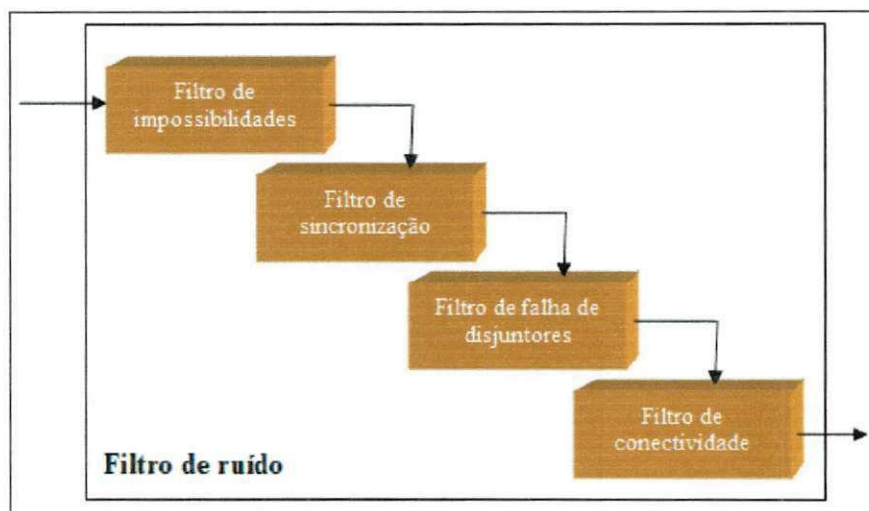 Filtro de
impossibilidades
Filtro de
sincronização
Filtro de falha de
disjuntores
Filtro de
conectividade
Filtro de ruído